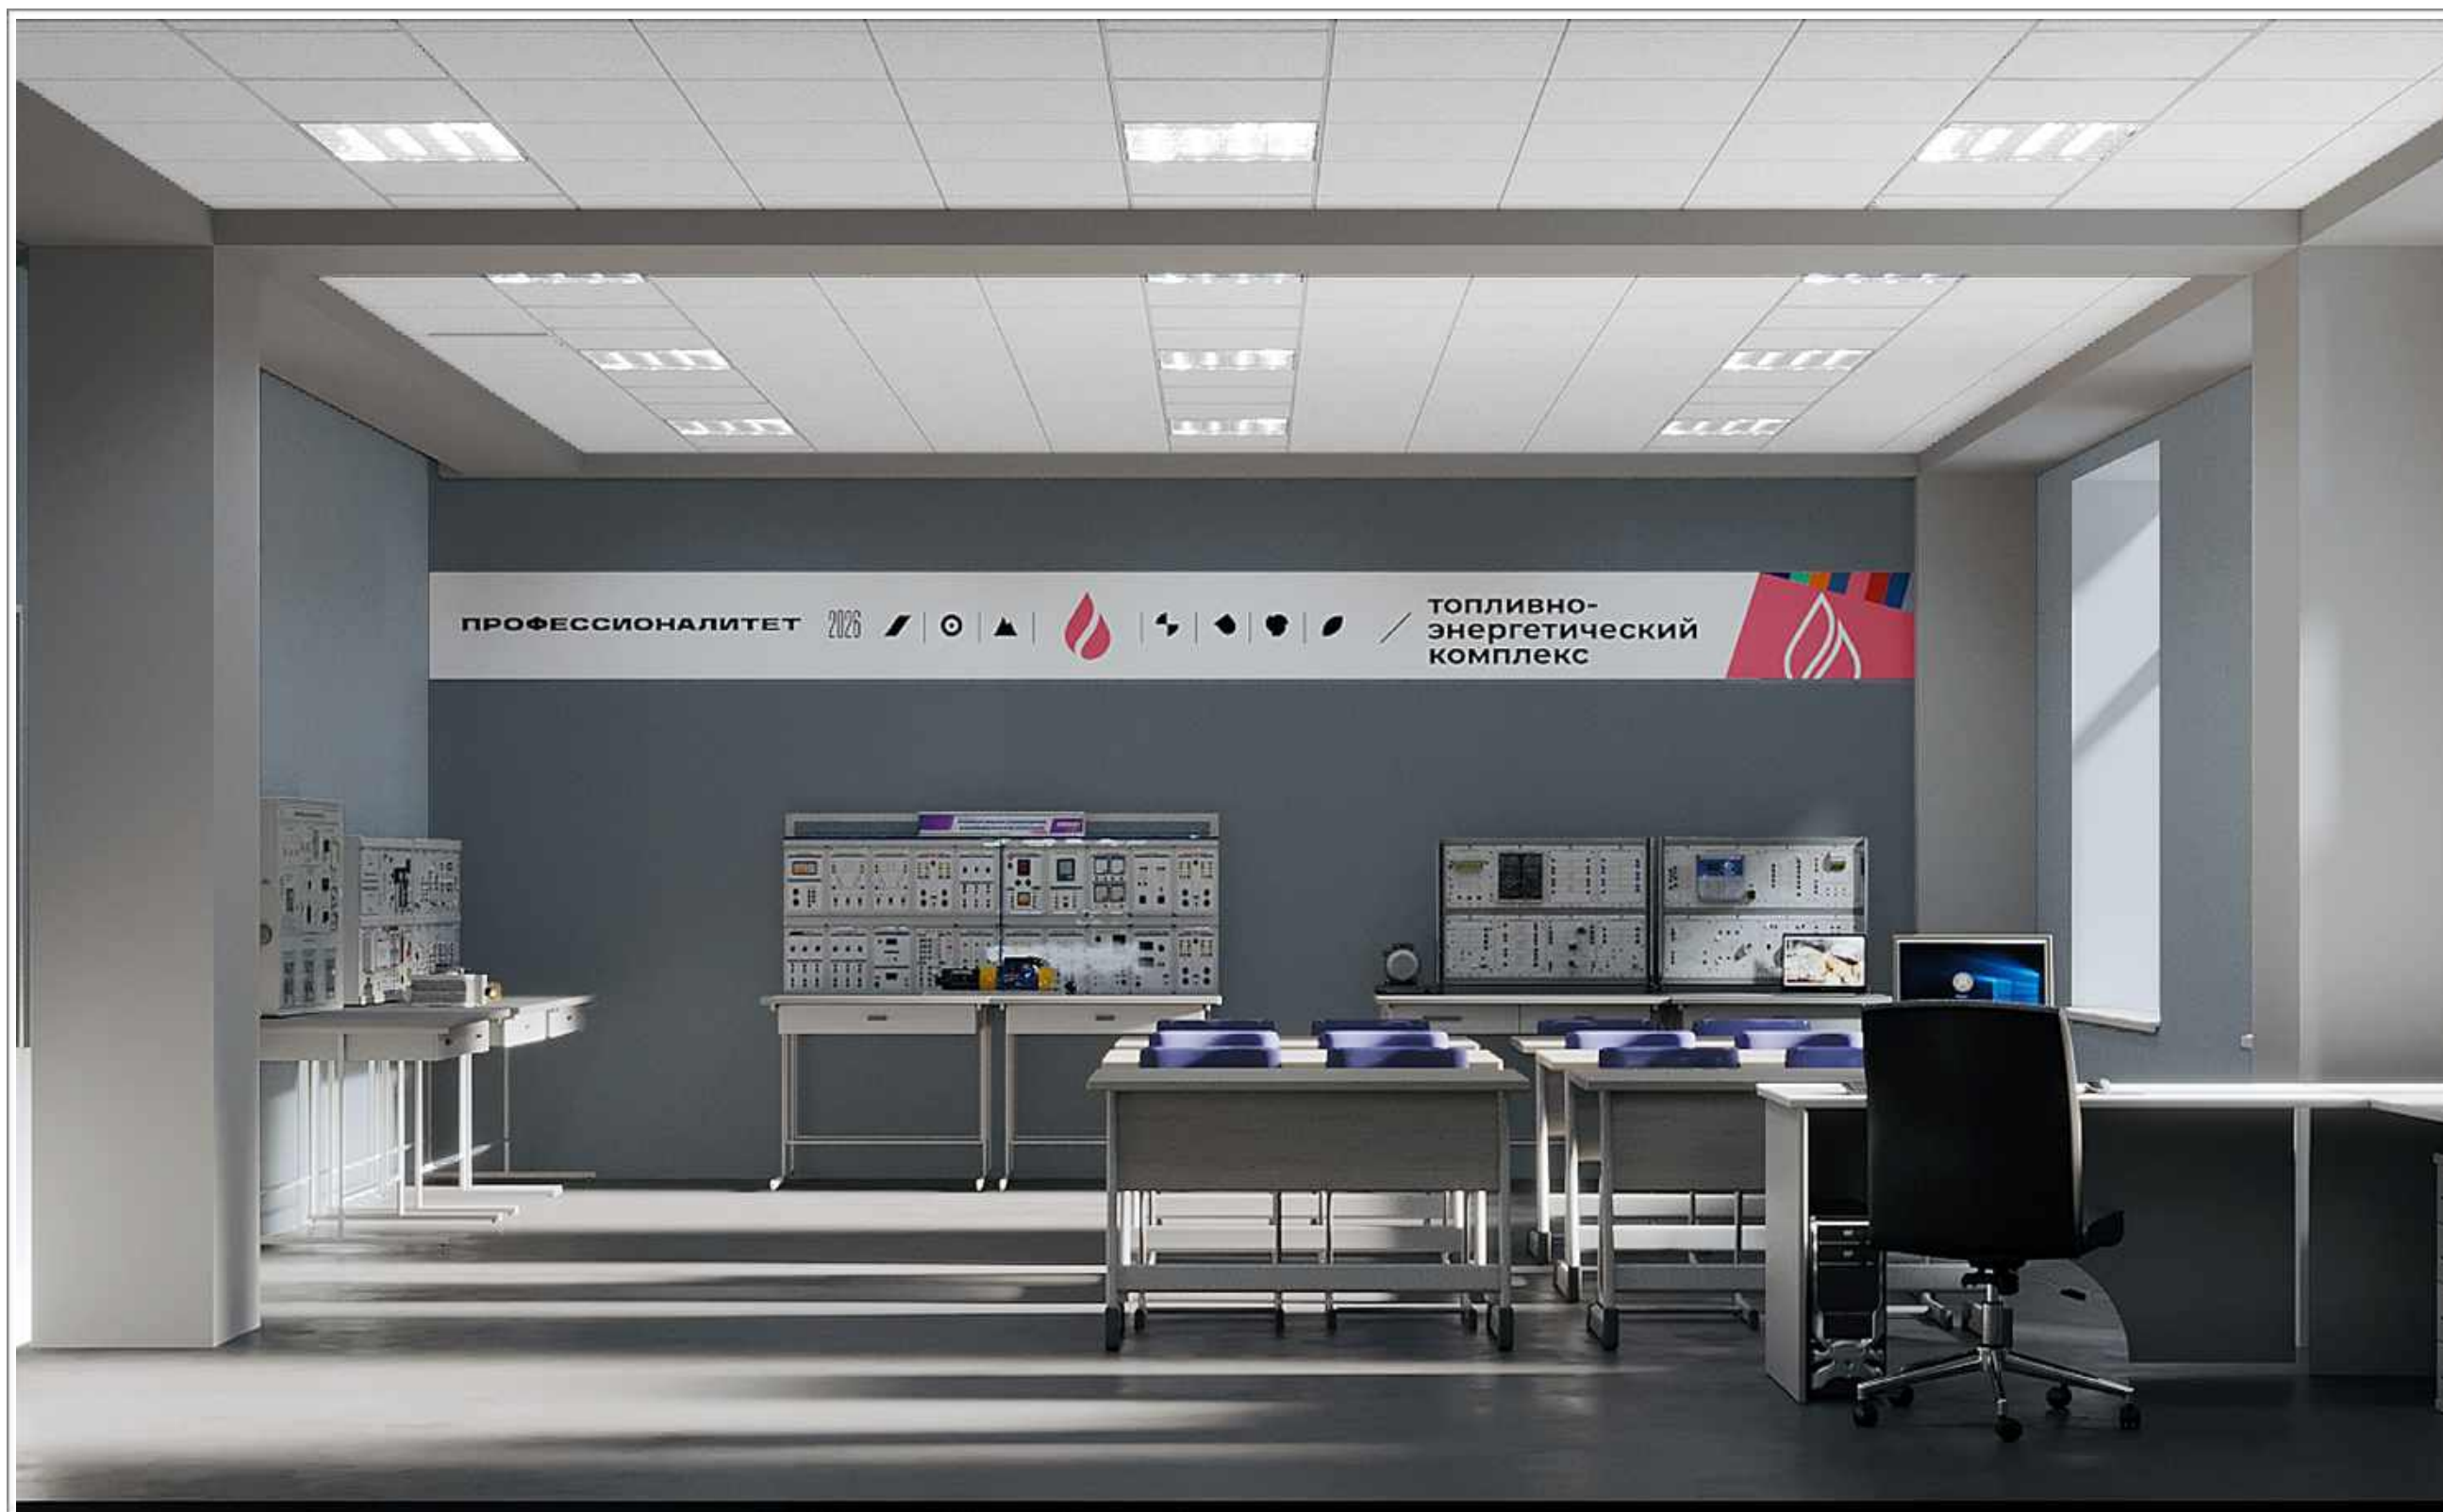 ПРОФЕССИОНАЛИТЕТ 2026
ТОПЛИВНО-
ЭНЕРГЕТИЧЕСКИЙ
КОМПЛЕКС